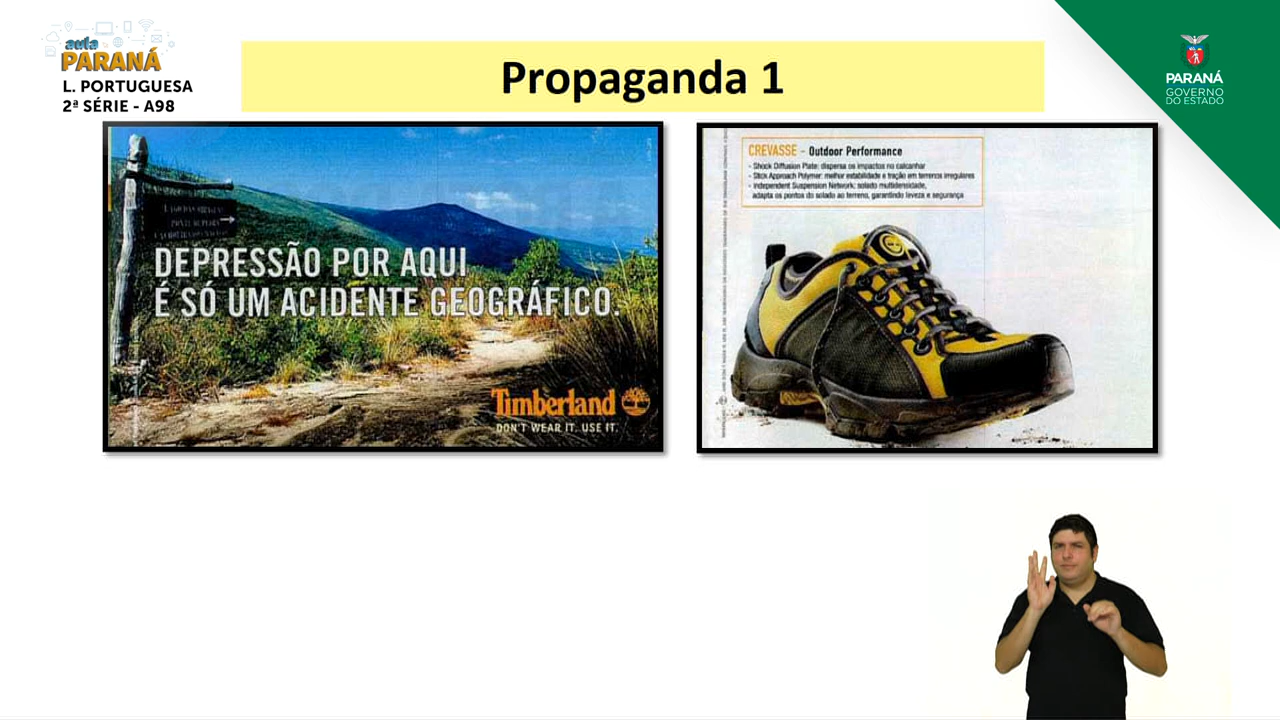 aula
PARANÁ
L. PORTUGUESA
2ª SÉRIE - A98
Propaganda 1
PARANÁ
GOVERNO
DO ESTADO
DEPRESSÃO POR AQUI
É SÓ UM ACIDENTE GEOGRÁFICO.
Timberland
DON'T WEAR IT. USE IT.
CREVASSE - Outdoor Performance
- Shock Diffusion Plate: dispersa os impactos no calcanhar
- Stick Approach Polymer: melhor estabilidade e tração em terrenos irregulares
- Independent Suspension Network: solado multidensidade,
adapta os pontos do solado ao terreno, garantindo leveza e segurança